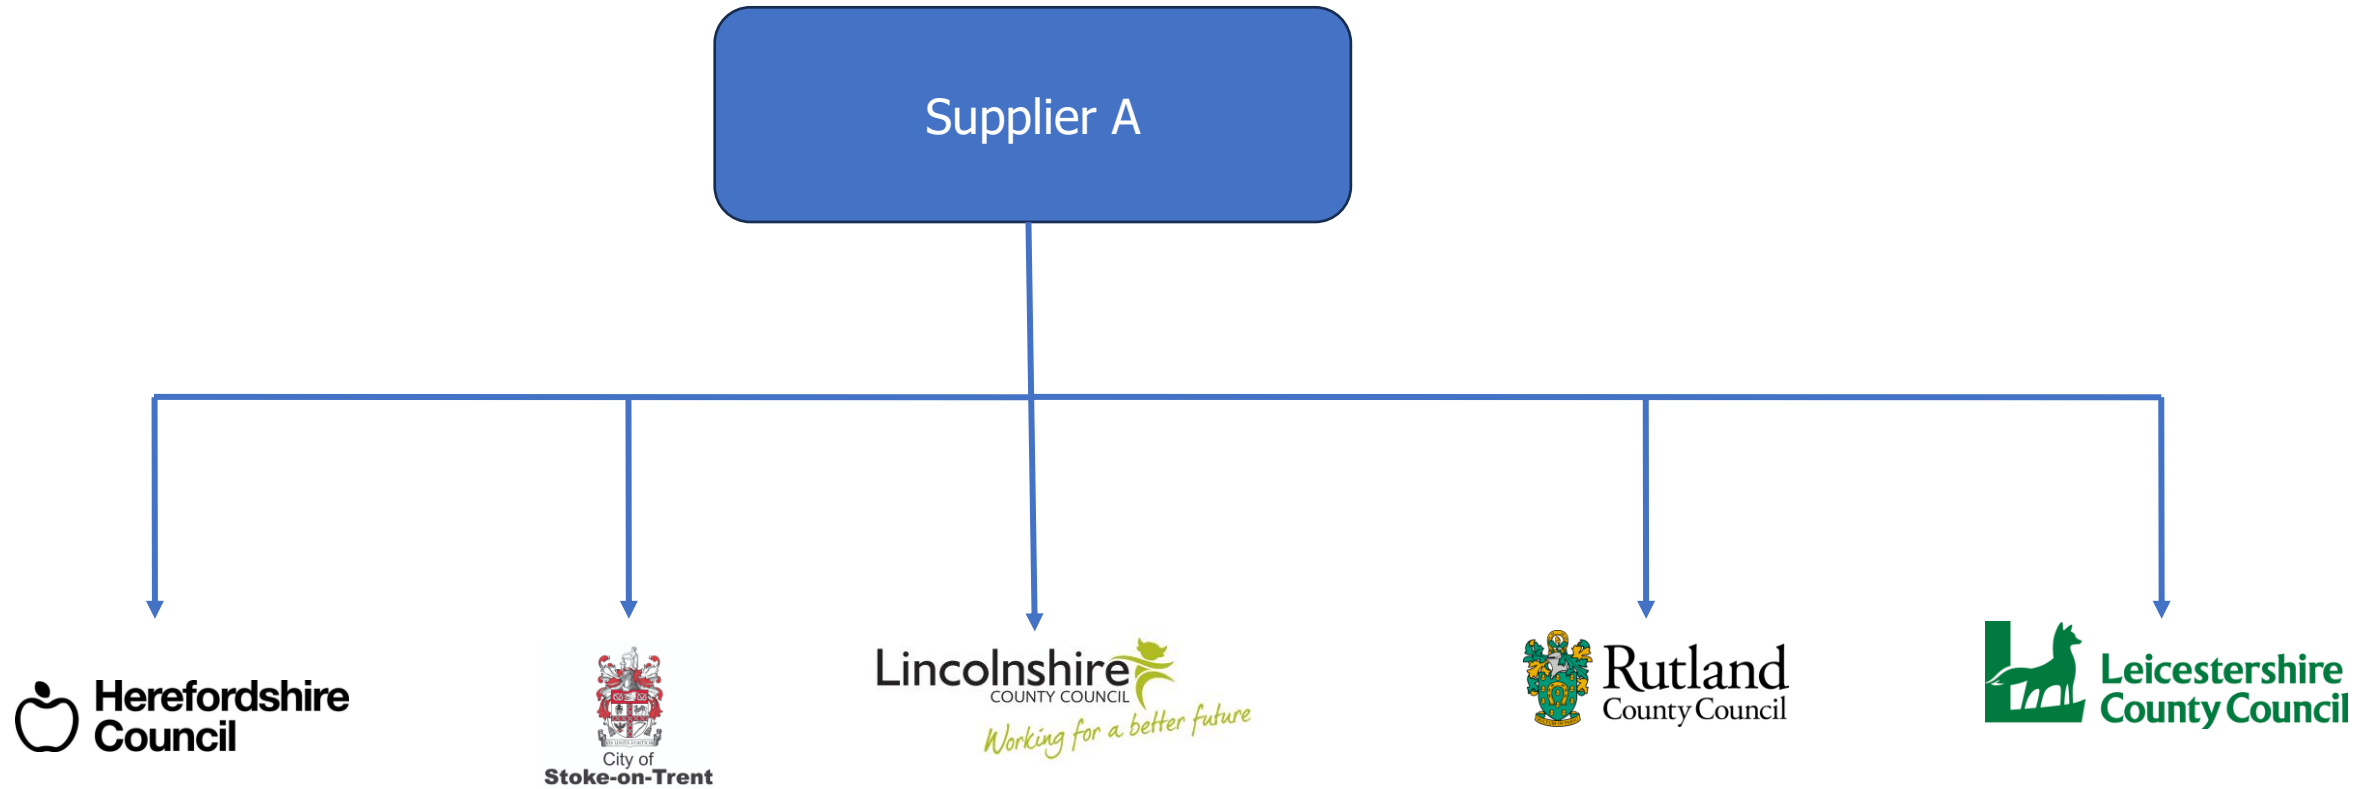 Supplier A
Herefordshire
Council
City of
Stoke-on-Trent
Lincolnshire
COUNTY COUNCIL
Working for a better future
Rutland
County Council
Leicestershire
County Council